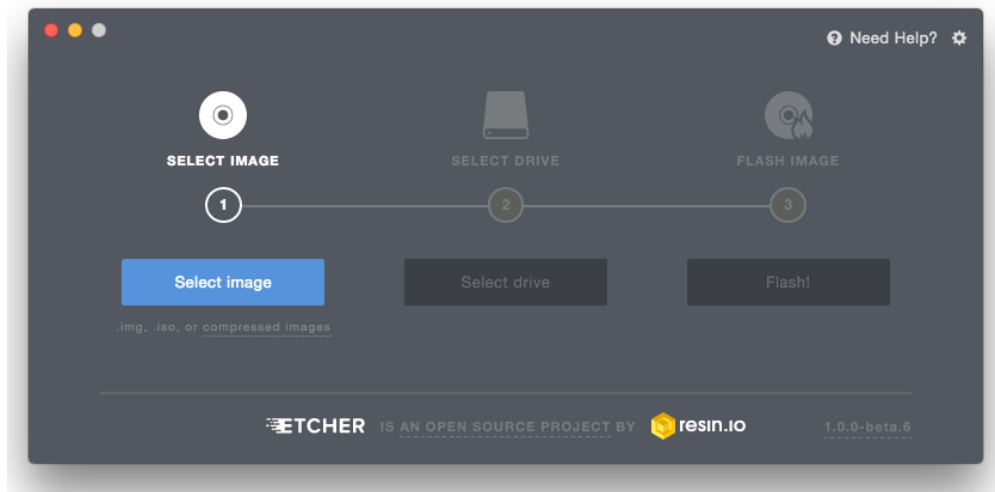 Need Help?
SELECT IMAGE
SELECT DRIVE
FLASH IMAGE
1
2
3
Select image
Select drive
Flash!
.img, .iso, or compressed images
ETCHER IS AN OPEN SOURCE PROJECT BY resin.io
1.0.0-beta.6